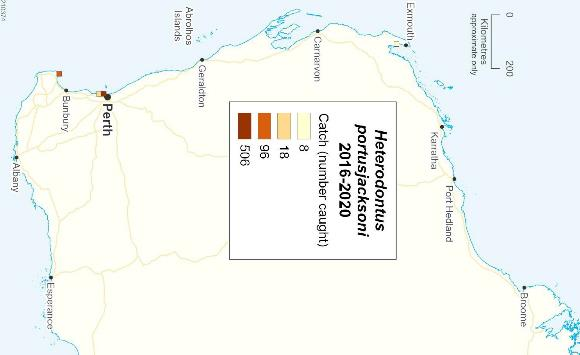 0 200
Kilometres
approximate only
Broome
Port Hedland
Karratha
Exmouth
Heterodontus
portusjacksoni
2016-2020
Catch (number caught)
8
18
96
506
Carnarvon
Geraldton
Abrolhos
Islands
Perth
Bunbury
Esperance
Albany